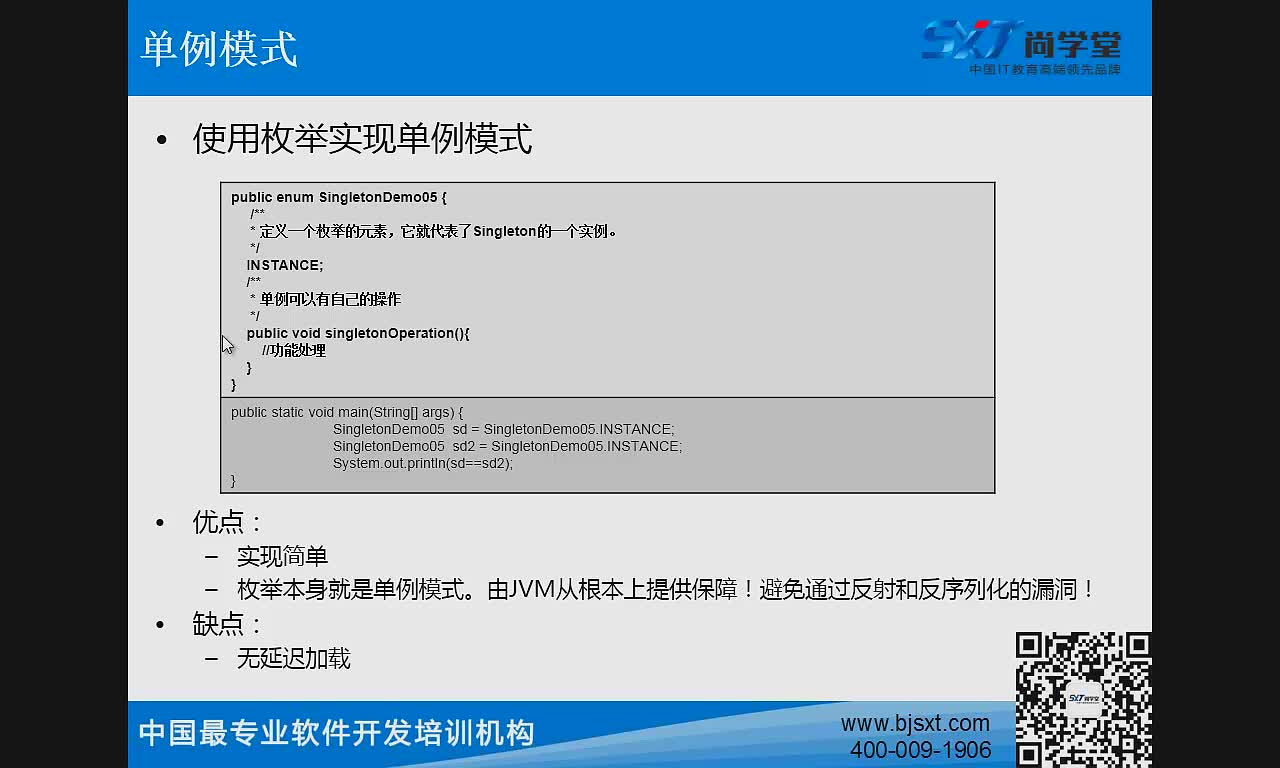 单例模式
SXT 尚学堂
中国IT教育高端领先品牌
• 使用枚举实现单例模式
public enum SingletonDemo05 {
/**
* 定义一个枚举的元素，它就代表了Singleton的一个实例。
*/
INSTANCE;
/**
* 单例可以有自己的操作
*/
public void singletonOperation(){
//功能处理
}
}
public static void main(String[] args) {
SingletonDemo05 sd = SingletonDemo05.INSTANCE;
SingletonDemo05 sd2 = SingletonDemo05.INSTANCE;
System.out.println(sd==sd2);
}
• 优点：
– 实现简单
– 枚举本身就是单例模式。由JVM从根本上提供保障！避免通过反射和反序列化的漏洞！
• 缺点：
– 无延迟加载
中国最专业软件开发培训机构
www.bjsxt.com
400-009-1906
SXT 尚学堂